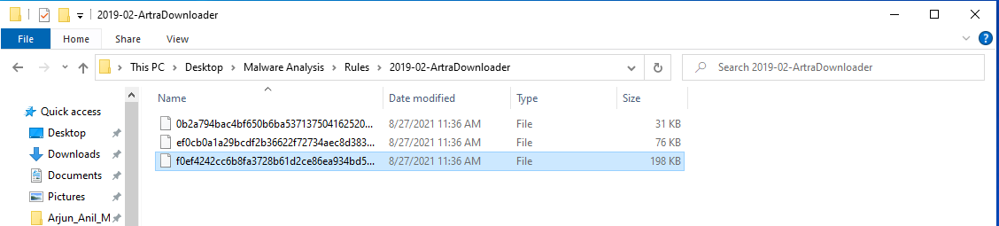 2019-02-ArtraDownloader
File Home Share View
This PC > Desktop > Malware Analysis > Rules > 2019-02-ArtraDownloader Search 2019-02-ArtraDownloader
Name Date modified Type Size
Quick access
Desktop
Downloads
Documents
Pictures
Arjun_Anil_M
0b2a794bac4bf650b6ba537137504162520... 8/27/2021 11:36 AM File 31 KB
ef0cb0a1a29bcdf2b36622f72734aec8d383... 8/27/2021 11:36 AM File 76 KB
f0ef4242cc6b8fa3728b61d2ce86ea934bd5... 8/27/2021 11:36 AM File 198 KB